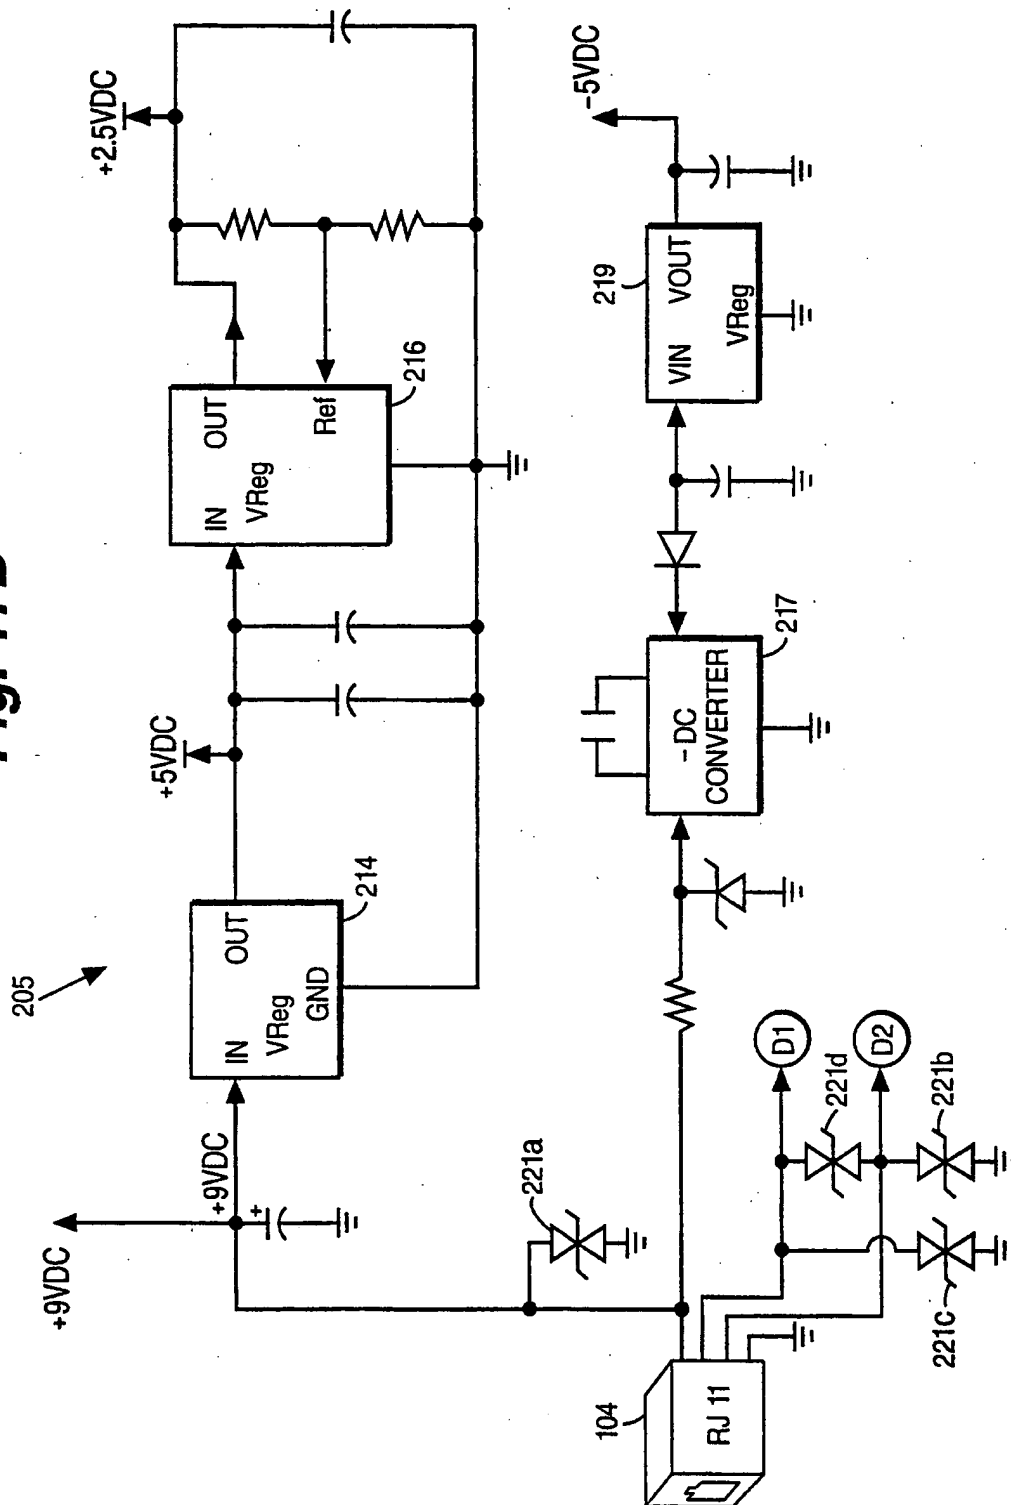 +2.5VDC
-5VDC
OUT
IN
VReg
Ref
216
219
VIN
VOUT
VReg
+5VDC
217
-DC
CONVERTER
205
IN
OUT
VReg
GND
214
+9VDC
+9VDC
+
221a
D1
D2
221d
221b
221c
104
RJ 11